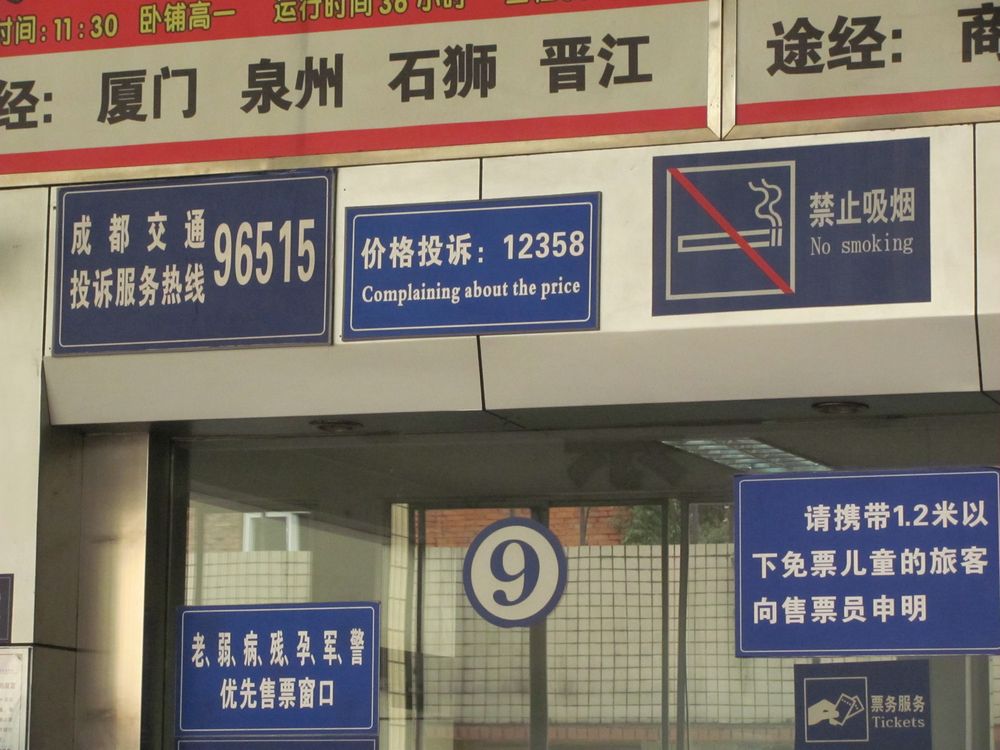 时间:11:30 卧铺高一 运行时间38小时
经: 厦门 泉州 石狮 晋江
途经: 商
成都交通
投诉服务热线
96515
价格投诉: 12358
Complaining about the price
禁止吸烟
No smoking
9
请携带1.2米以
下免票儿童的旅客
向售票员申明
老、弱、病、残、孕、军、警
优先售票窗口
票务服务
Tickets